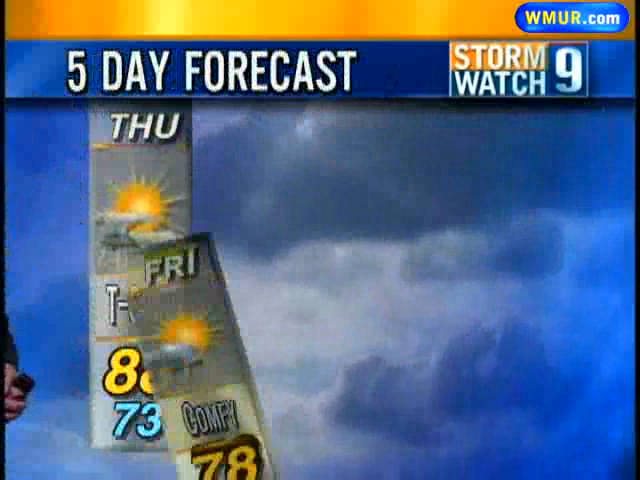 WMUR.com
5 DAY FORECAST
STORM
WATCH 9
THU
FRI
73
COMFY
78